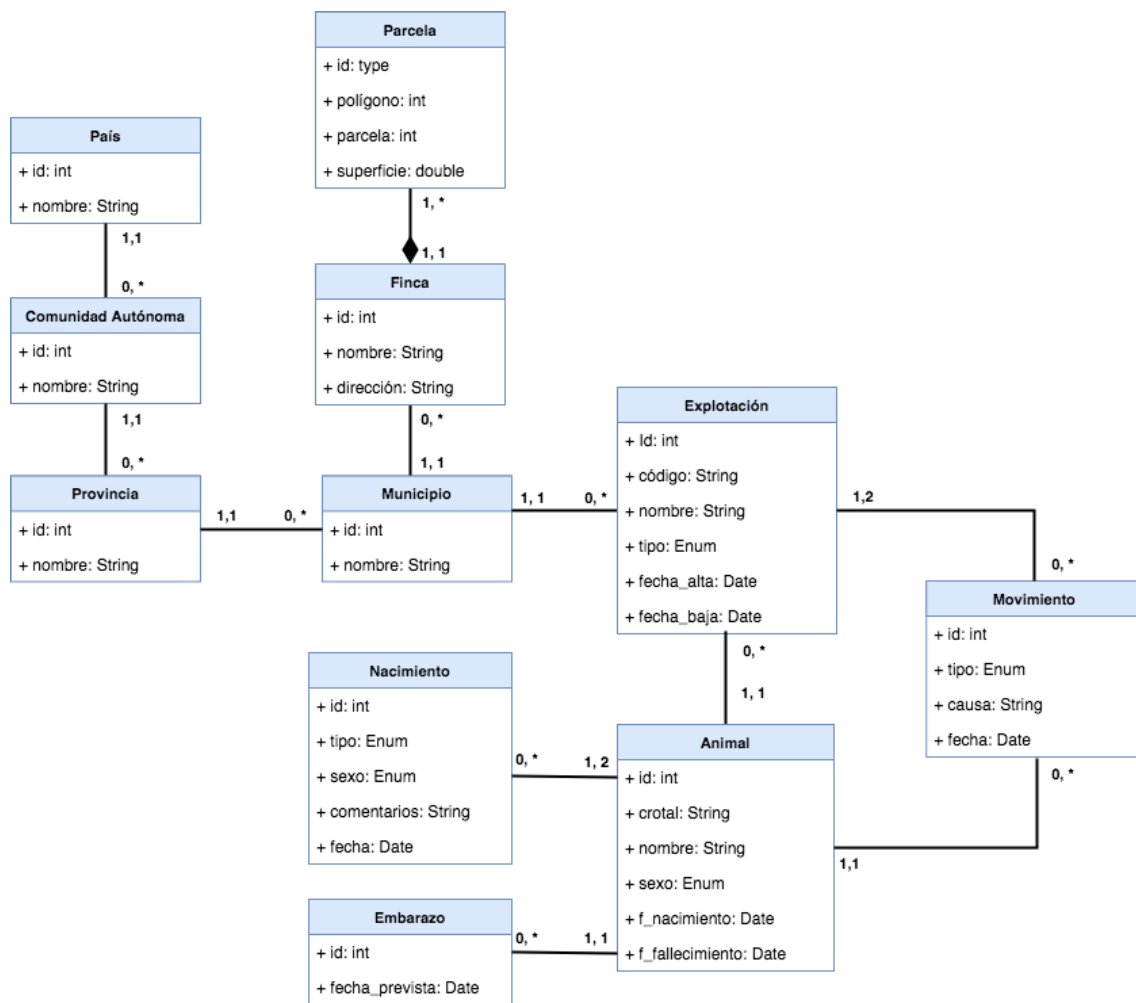 Parcela
+ id: type
+ polígono: int
+ parcela: int
+ superficie: double
1, *
1, 1
País
+ id: int
+ nombre: String
1,1
0, *
Comunidad Autónoma
+ id: int
+ nombre: String
1,1
0, *
Finca
+ id: int
+ nombre: String
+ dirección: String
0, *
1, 1
Provincia
+ id: int
+ nombre: String
1,1
0, *
Municipio
+ id: int
+ nombre: String
1, 1
0, *
Explotación
+ Id: int
+ código: String
+ nombre: String
+ tipo: Enum
+ fecha_alta: Date
+ fecha_baja: Date
1,2
0, *
0, *
1, 1
Movimiento
+ id: int
+ tipo: Enum
+ causa: String
+ fecha: Date
0, *
1,1
Nacimiento
+ id: int
+ tipo: Enum
+ sexo: Enum
+ comentarios: String
+ fecha: Date
0, *
1, 2
Animal
+ id: int
+ crotal: String
+ nombre: String
+ sexo: Enum
+ f_nacimiento: Date
+ f_fallecimiento: Date
Embarazo
+ id: int
+ fecha_prevista: Date
0, *
1, 1